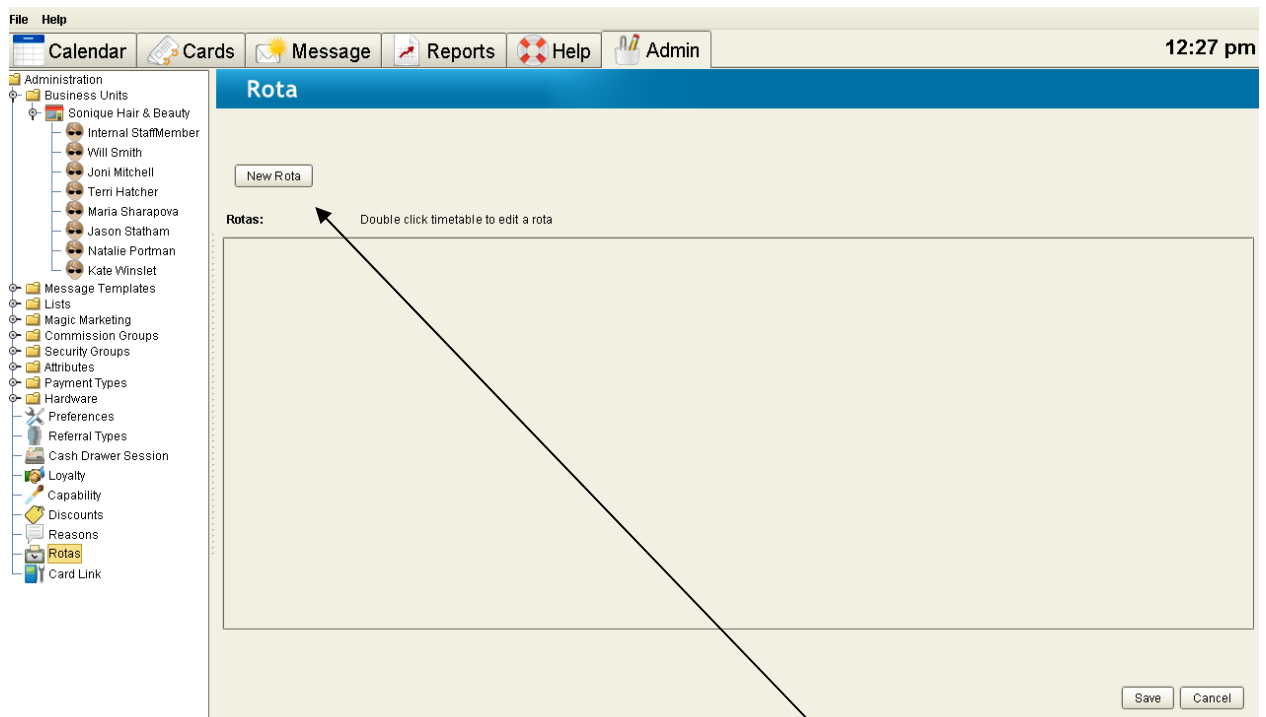 File Help
Calendar Cards Message Reports Help Admin 12:27 pm
Administration
Business Units
Sonique Hair & Beauty
Internal StaffMember
Will Smith
Joni Mitchell
Terri Hatcher
Maria Sharapova
Jason Statham
Natalie Portman
Kate Winslet
Message Templates
Lists
Magic Marketing
Commission Groups
Security Groups
Attributes
Payment Types
Hardware
Preferences
Referral Types
Cash Drawer Session
Loyalty
Capability
Discounts
Reasons
Rotas
Card Link
Rota
New Rota
Rotas: Double click timetable to edit a rota
Save Cancel